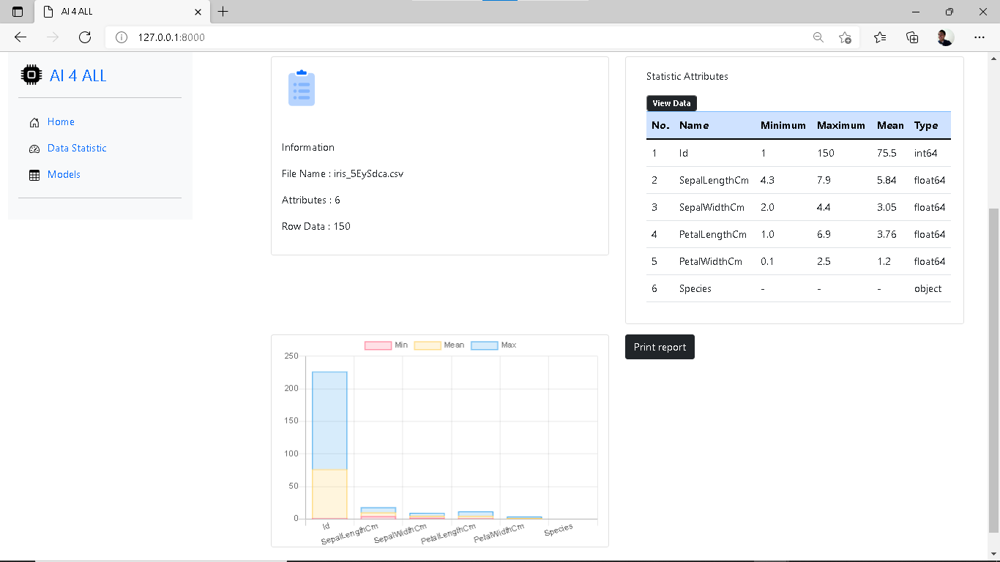 AI 4 ALL
127.0.0.1:8000
AI 4 ALL
Home
Data Statistic
Models
Information
File Name : iris_5EySdca.csv
Attributes : 6
Row Data : 150
Statistic Attributes
View Data
No. Name Minimum Maximum Mean Type
1 Id 1 150 75.5 int64
2 SepalLengthCm 4.3 7.9 5.84 float64
3 SepalWidthCm 2.0 4.4 3.05 float64
4 PetalLengthCm 1.0 6.9 3.76 float64
5 PetalWidthCm 0.1 2.5 1.2 float64
6 Species - - - object
Min Mean Max
250
200
150
100
50
0
Id SepalLengthCm SepalWidthCm PetalLengthCm PetalWidthCm Species
Print report